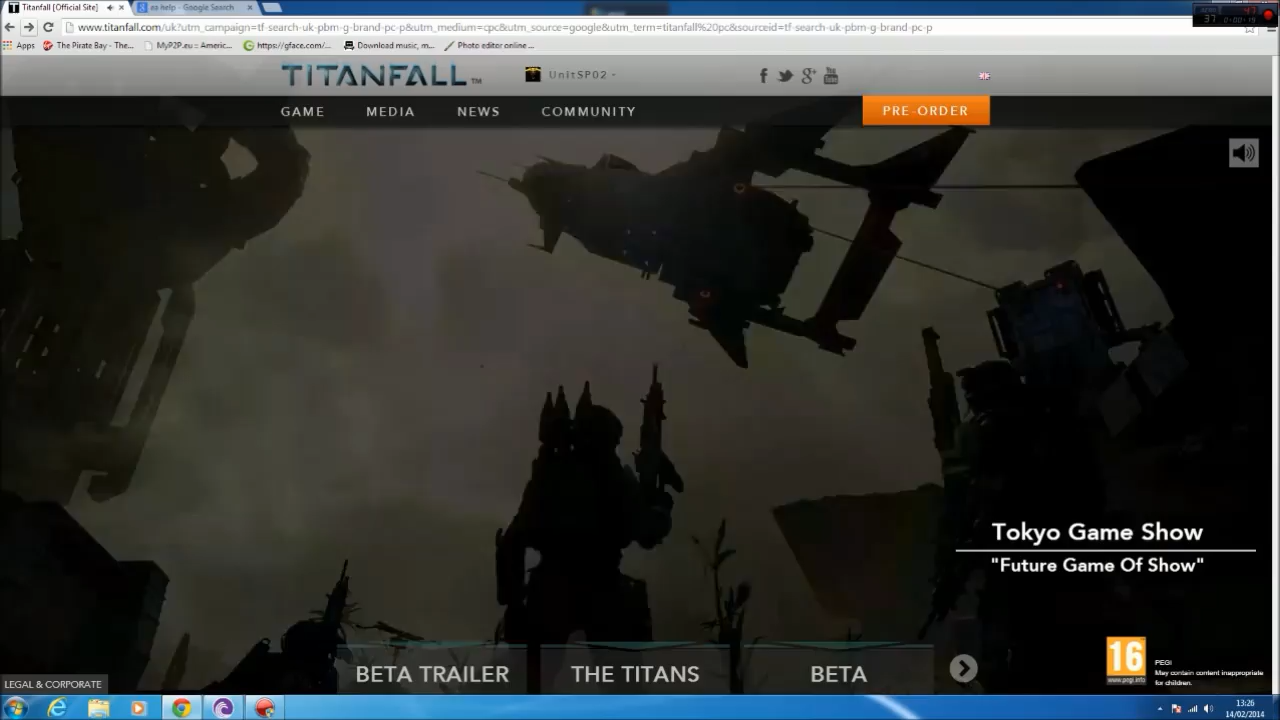 Titanfall [Official Site]
ea help - Google Search
www.titanfall.com/uk?utm_campaign=tf-search-uk-pbm-g-brand-pc-p&utm_medium=cpc&utm_source=google&utm_term=titanfall%20pc&sourceid=tf-search-uk-pbm-g-brand-pc-p
Apps
The Pirate Bay - The...
MyP2P.eu :: Americ...
https://gface.com/...
Download music, m...
Photo editor online ...
TITANFALL™
UnitSP02
GAME
MEDIA
NEWS
COMMUNITY
PRE-ORDER
Tokyo Game Show
"Future Game Of Show"
BETA TRAILER
THE TITANS
BETA
16
www.pegi.info
PEGI
May contain content inappropriate
for children.
LEGAL & CORPORATE
13:26
14/02/2014